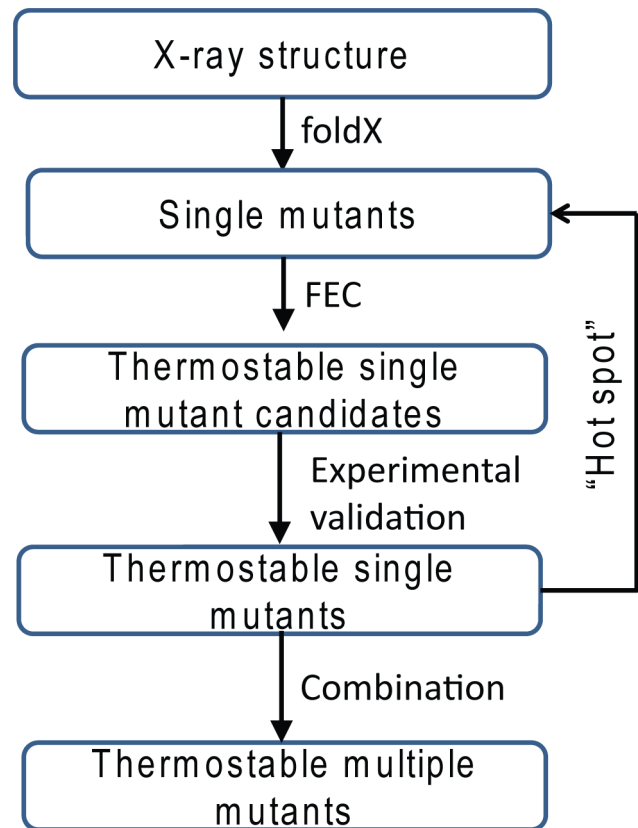 X-ray structure
foldX
Single mutants
FEC
Thermostable single
mutant candidates
Experimental
validation
Thermostable single
mutants
Combination
Thermostable multiple
mutants
“Hot spot”